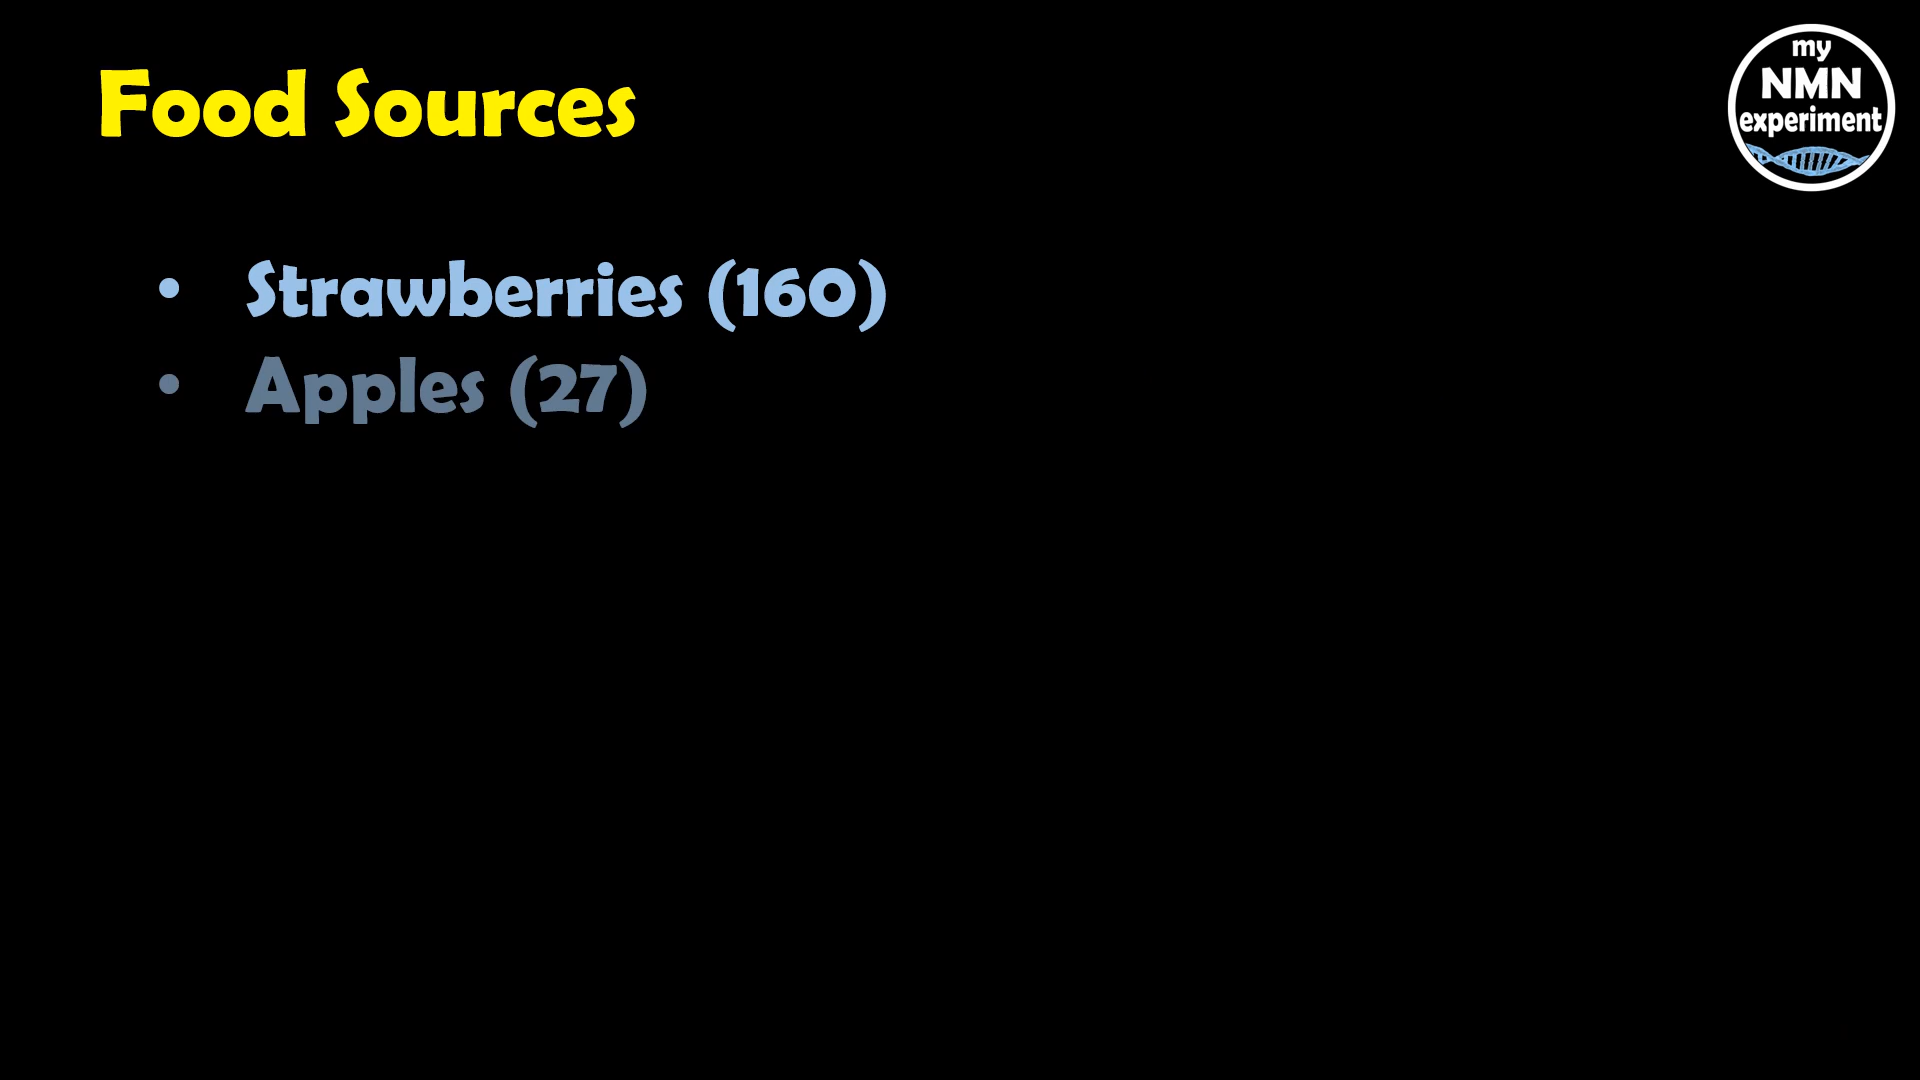 Food Sources
my
NMN
experiment
• Strawberries (160)
• Apples (27)